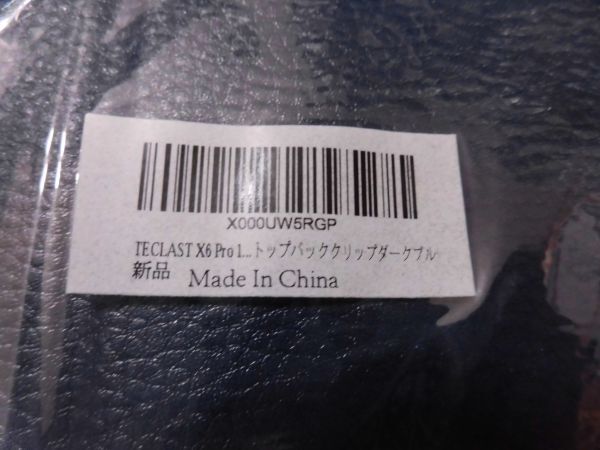 X000UW5RGP
TECLAST X6 Pro 1...トップバッククリップダークブル
新品
Made In China